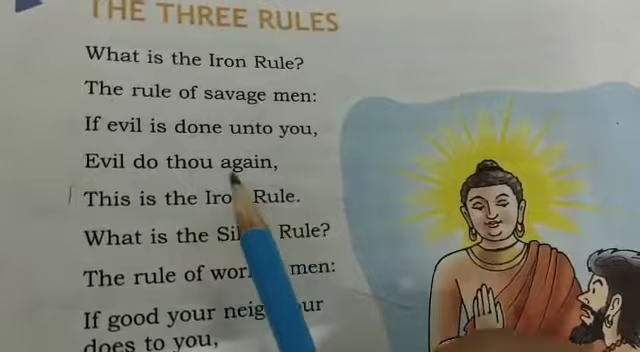 THE THREE RULES
What is the Iron Rule?
The rule of savage men:
If evil is done unto you,
Evil do thou again,
This is the Iro Rule.
What is the Sil Rule?
The rule of wor men:
If good your neig ur
does to you,